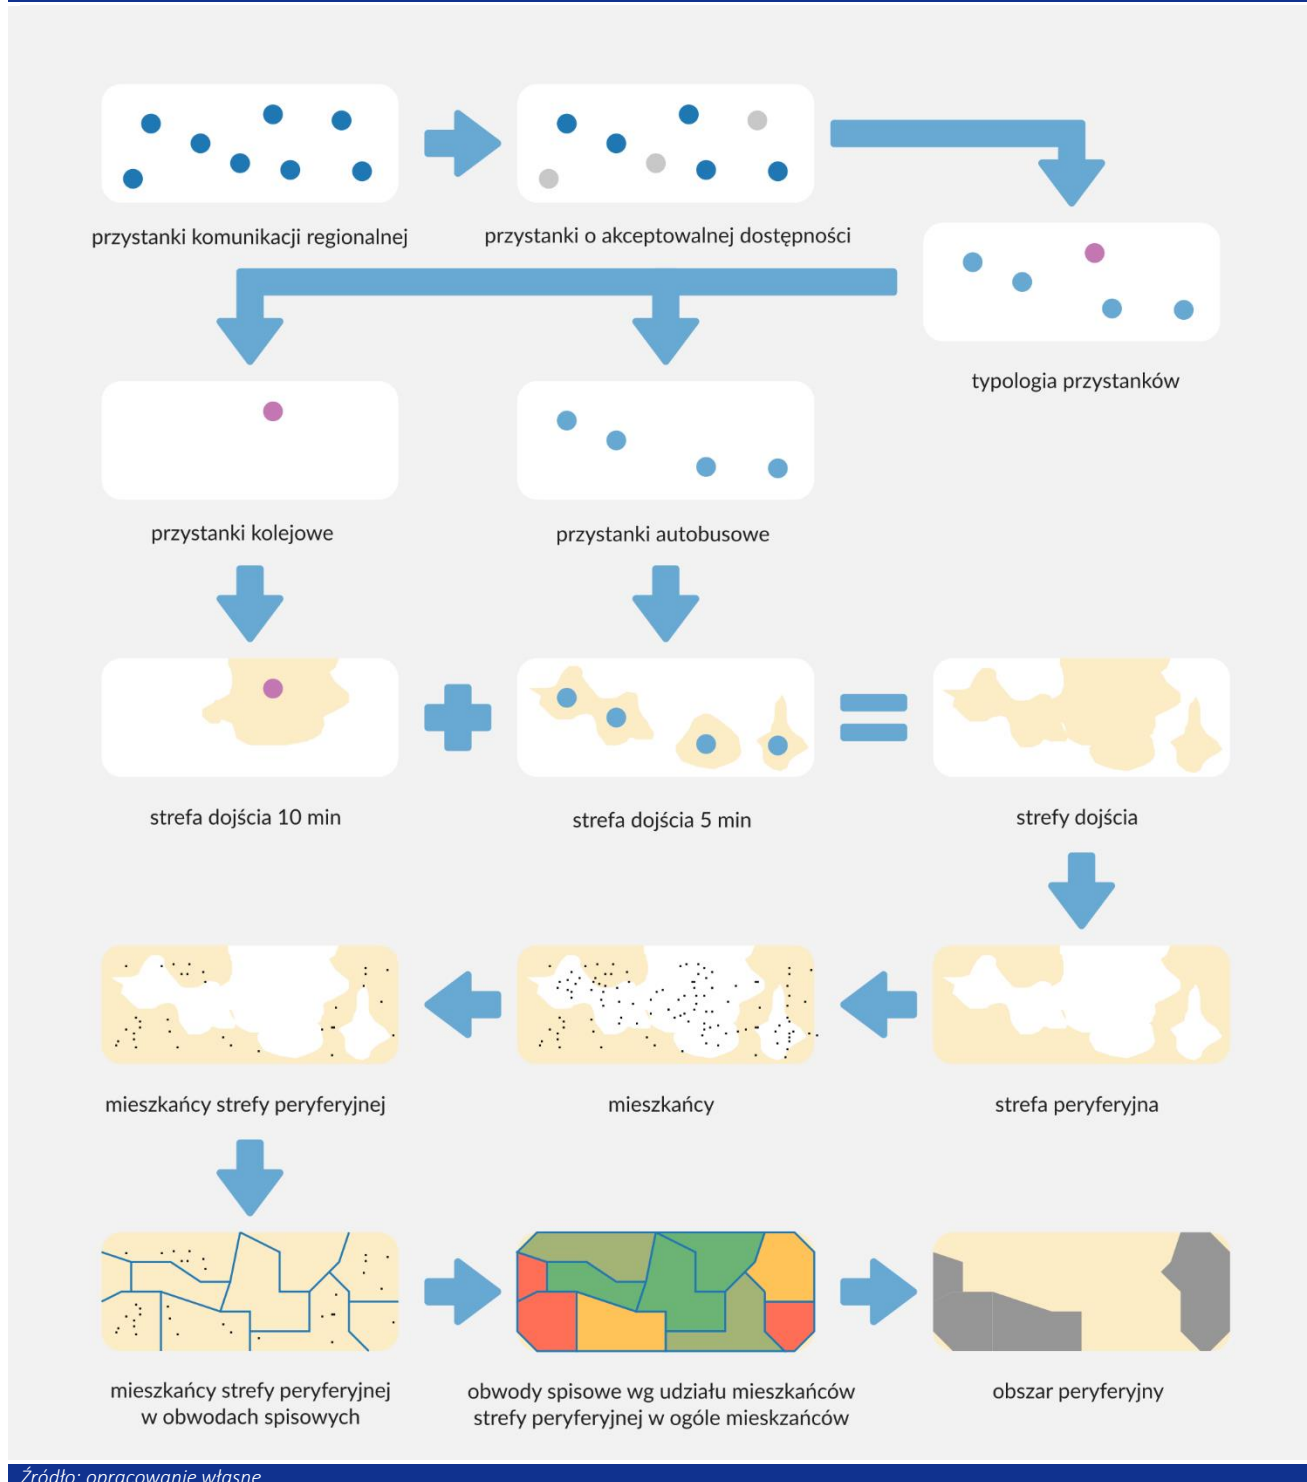 przystanki komunikacji regionalnej
przystanki o akceptowalnej dostępności
typologia przystanków
przystanki kolejowe
przystanki autobusowe
strefa dojścia 10 min
strefa dojścia 5 min
strefy dojścia
mieszkańcy strefy peryferyjnej
mieszkańcy
strefa peryferyjna
mieszkańcy strefy peryferyjnej
w obwodach spisowych
obwody spisowe wg udziału mieszkańców
strefy peryferyjnej w ogóle mieskzańców
obszar peryferyjny
Źródło: opracowanie własne